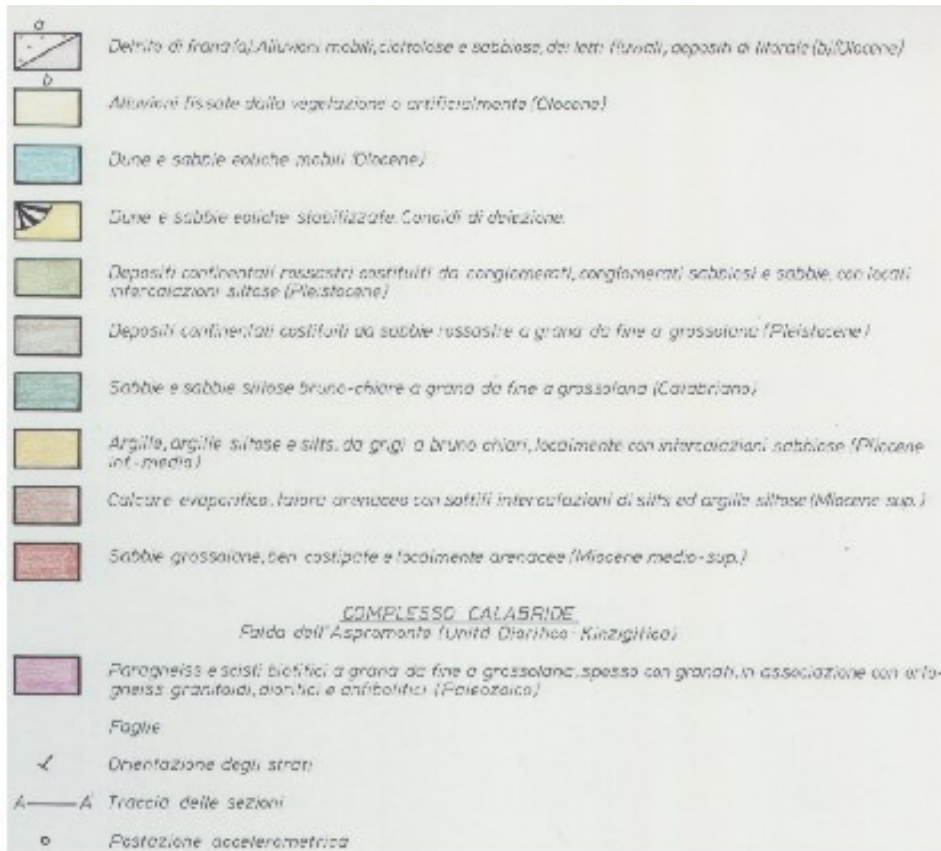 a
Detrito di frana (a). Alluvioni mobili, ciottolose e sabbiose, dei letti fluviali, depositi di litorale (b) (Olocene)
b
Alluvioni fissate dalla vegetazione o artificialmente (Olocene)
Dune e sabbie eoliche mobili (Olocene)
Dune e sabbie eoliche stabilizzate. Conoidi di deiezione.
Depositi continentali rossastri costituiti da conglomerati, conglomerati sabbiosi e sabbie, con locali
intercalazioni siltose (Pleistocene)
Depositi continentali costituiti da sabbie rossastre a grana da fine a grossolana (Pleistocene)
Sabbie e sabbie siltose bruno-chiare a grana da fine a grossolana (Calabriano)
Argille, argille siltose e silts, da grigi a bruno chiari, localmente con intercalazioni sabbiose (Pliocene
inf.-medio)
Calcare evaporitico, talora arenaceo con sottili intercalazioni di silts ed argille siltose (Miocene sup.)
Sabbie grossolane, ben costipate e localmente arenacee (Miocene medio-sup.)
COMPLESSO CALABRIDE
Falda dell'Aspromonte (Unità Dioritico-Kinzigitica)
Paragneiss e scisti biotitici a grana da fine a grossolana, spesso con granati, in associazione con orto-
gneiss granitoidi, dioritici e anfibolitici (Paleozoico)
Faglie
Orientazione degli strati
A A' Traccia delle sezioni
Postazione accelerometrica